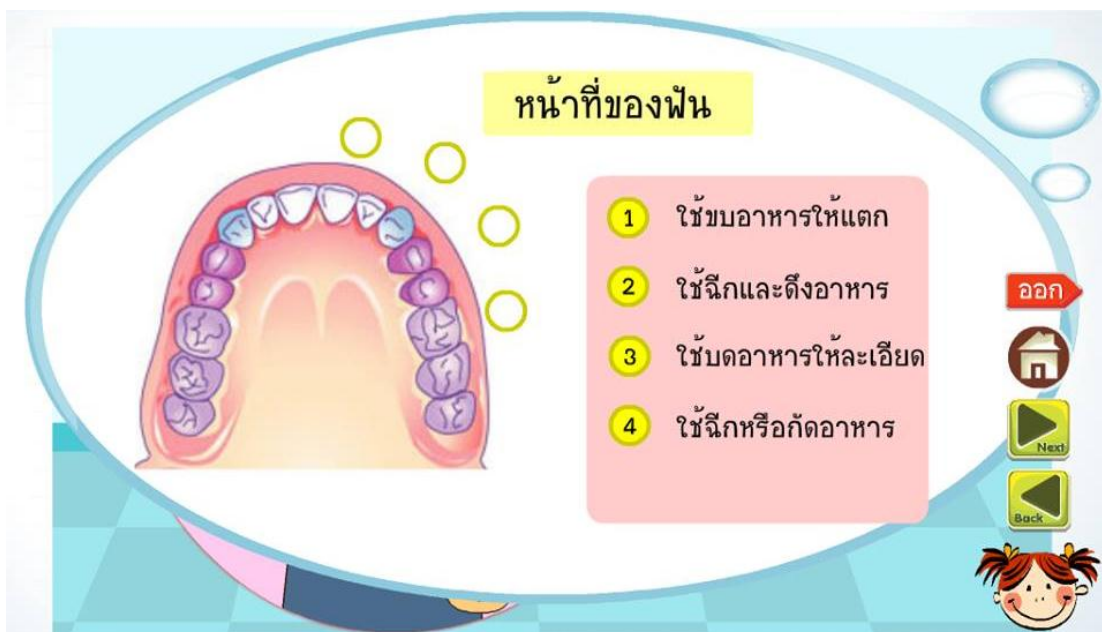 หน้าที่ของฟัน
1 ใช้ขบอาหารให้แตก
2 ใช้ฉีกและดึงอาหาร
3 ใช้บดอาหารให้ละเอียด
4 ใช้ฉีกหรือกัดอาหาร
ออก
Next
Back